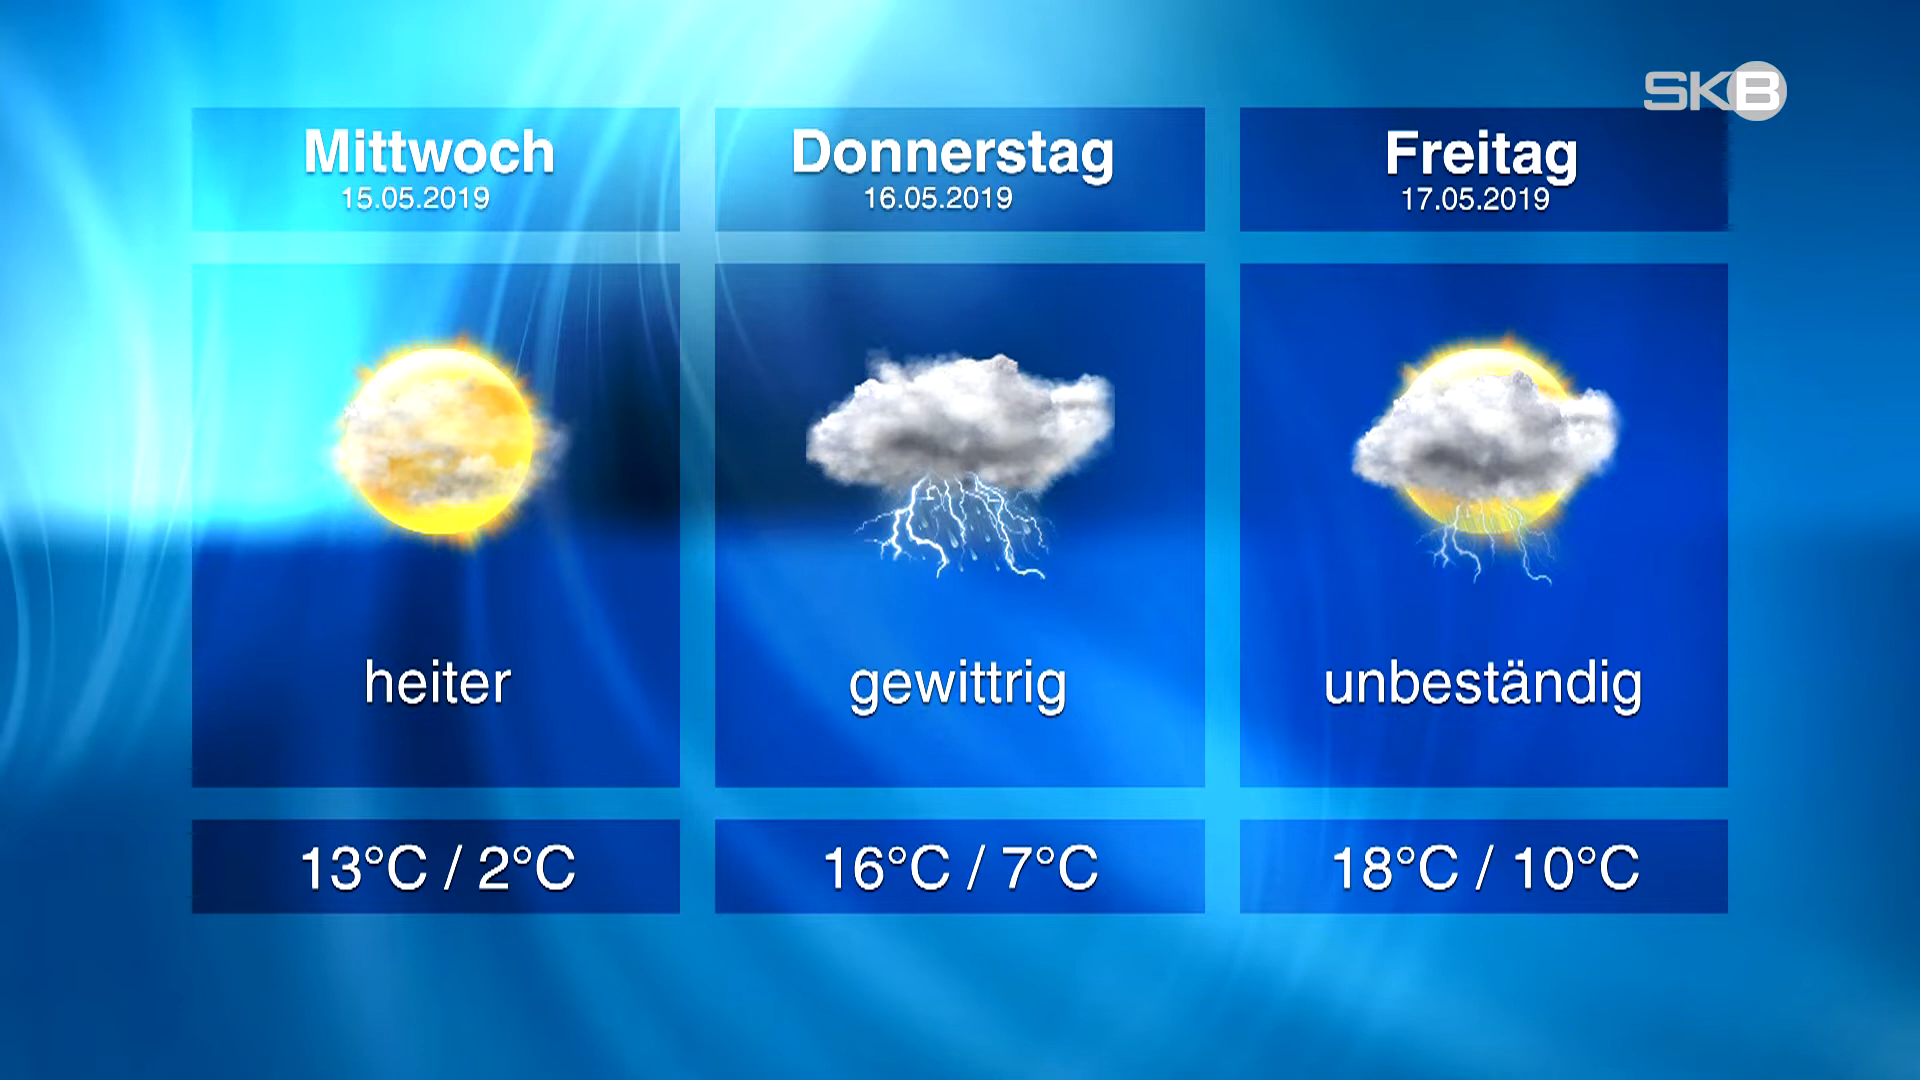 SKB
Mittwoch
15.05.2019
Donnerstag
16.05.2019
Freitag
17.05.2019
heiter
gewittrig
unbeständig
13°C / 2°C
16°C / 7°C
18°C / 10°C